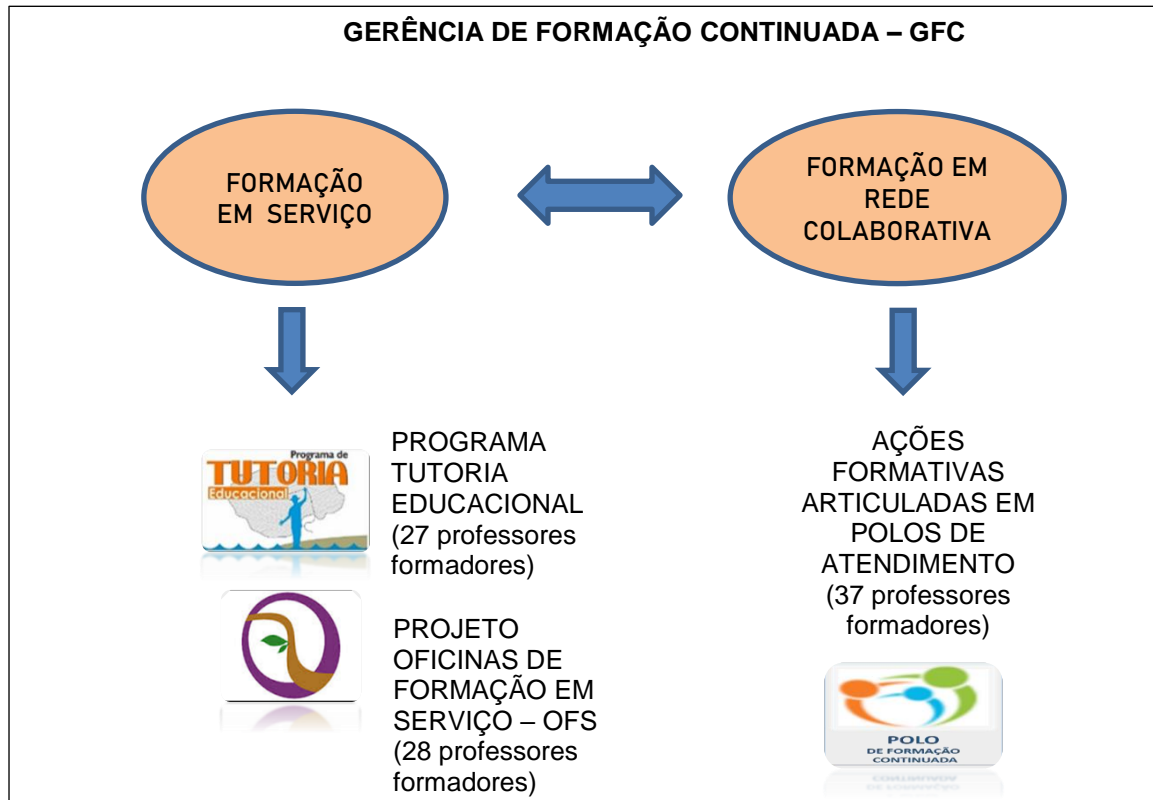 GERÊNCIA DE FORMAÇÃO CONTINUADA – GFC
FORMAÇÃO
EM SERVIÇO
FORMAÇÃO EM
REDE
COLABORATIVA
Programa de
TUTORIA
Educacional
PROGRAMA
TUTORIA
EDUCACIONAL
(27 professores
formadores)
PROJETO
OFICINAS DE
FORMAÇÃO EM
SERVIÇO – OFS
(28 professores
formadores)
AÇÕES
FORMATIVAS
ARTICULADAS EM
POLOS DE
ATENDIMENTO
(37 professores
formadores)
POLO
DE FORMAÇÃO
CONTINUADA